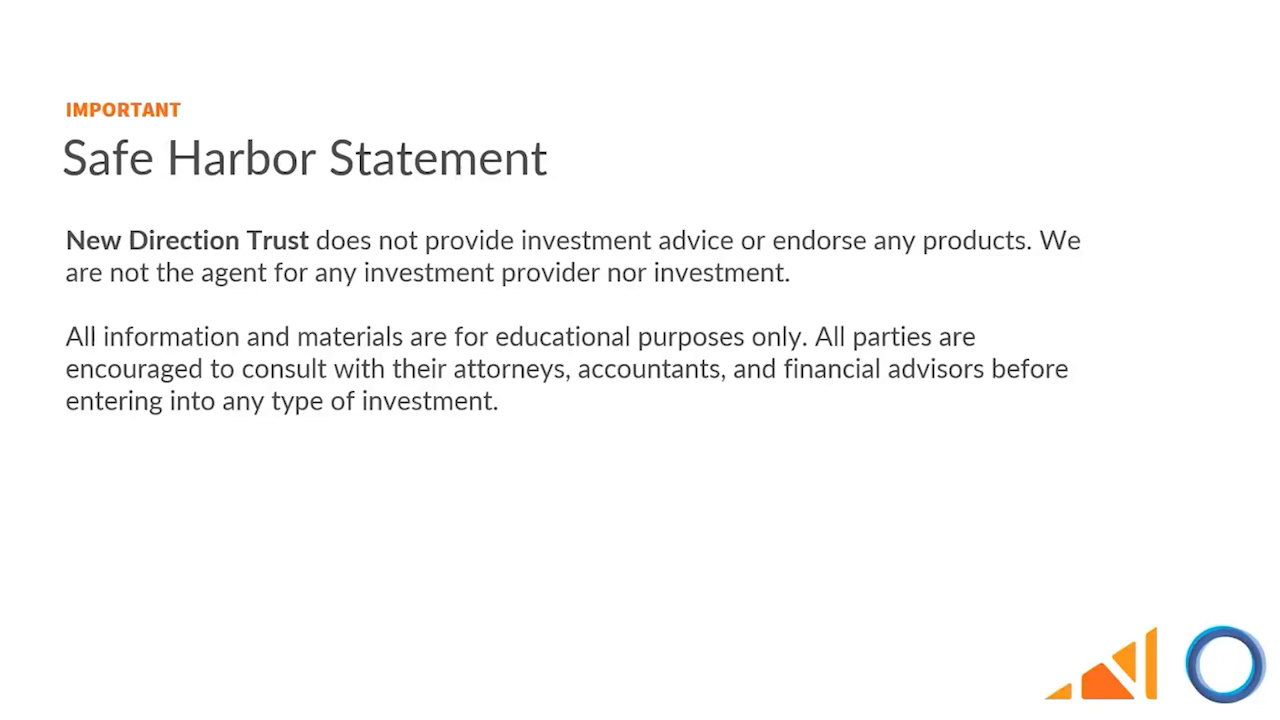 IMPORTANT
Safe Harbor Statement
New Direction Trust does not provide investment advice or endorse any products. We
are not the agent for any investment provider nor investment.
All information and materials are for educational purposes only. All parties are
encouraged to consult with their attorneys, accountants, and financial advisors before
entering into any type of investment.